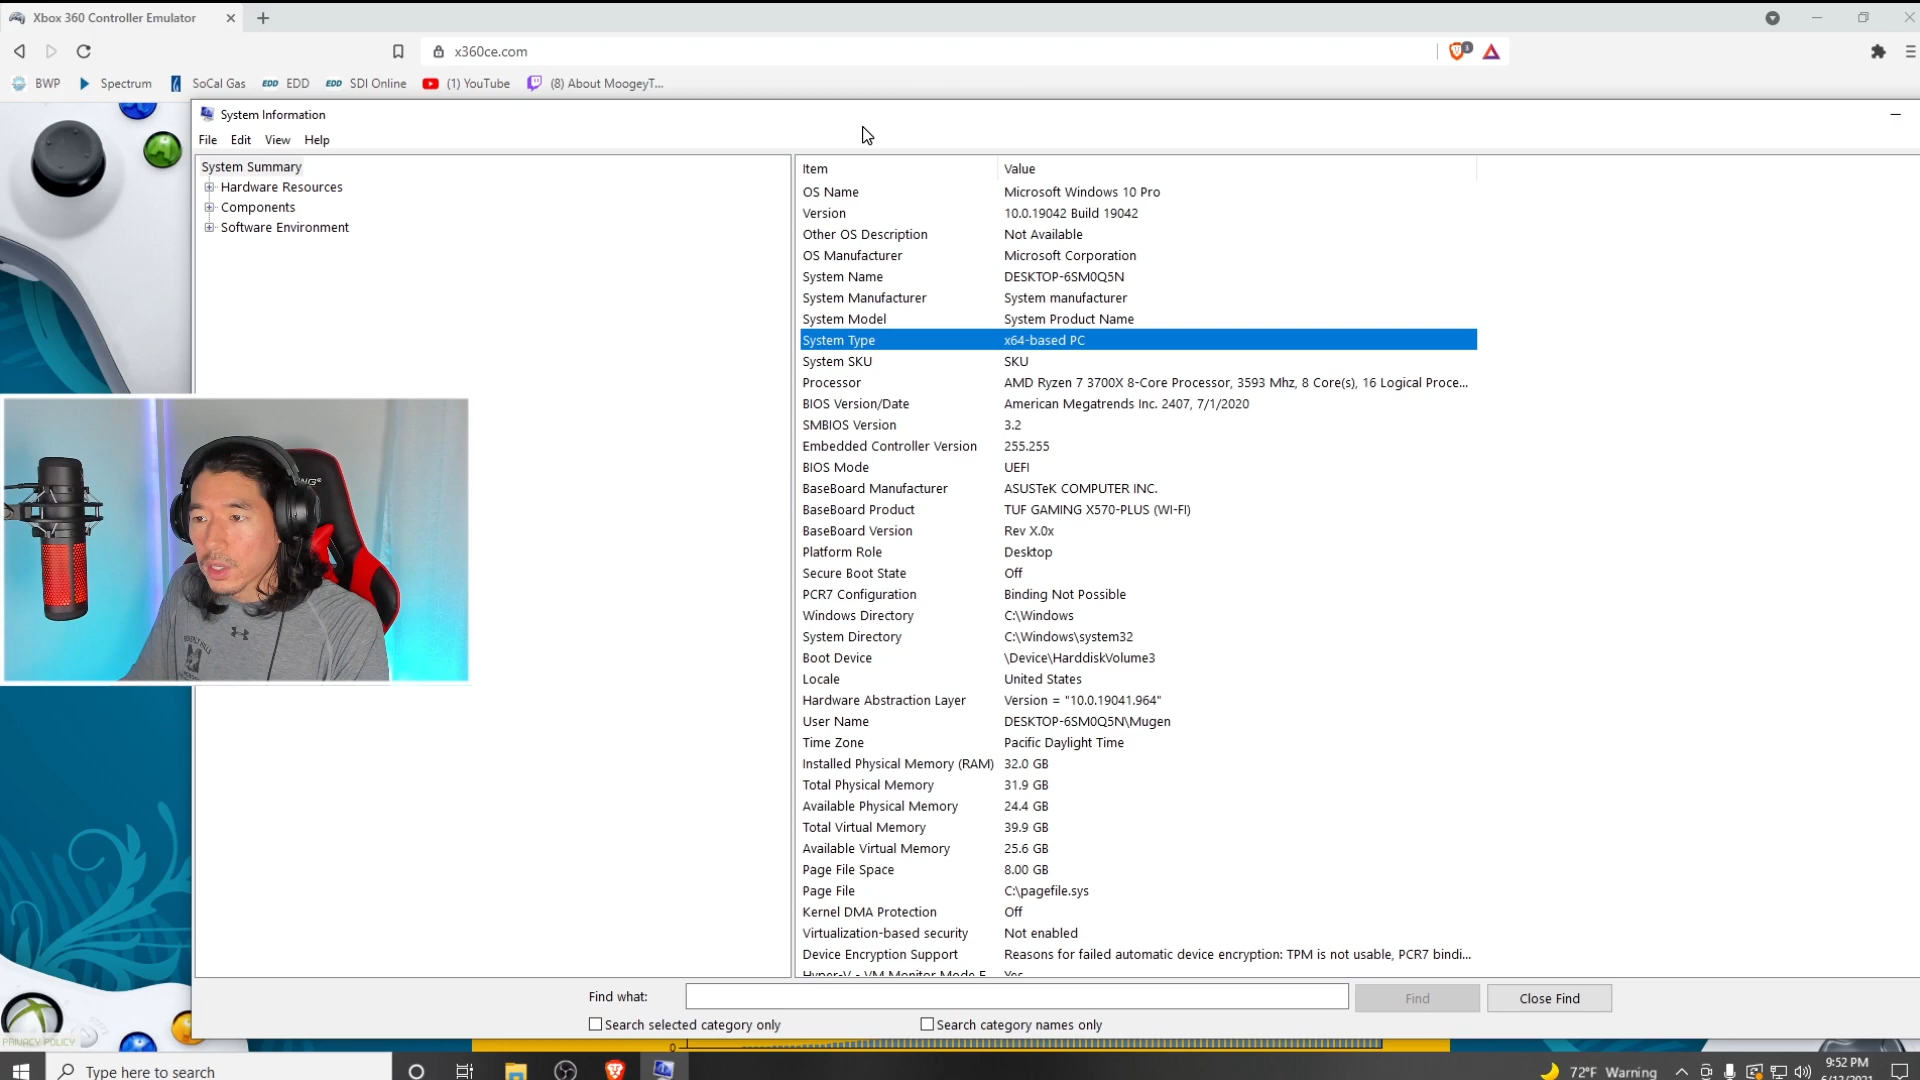 Xbox 360 Controller Emulator
x360ce.com
BWP
Spectrum
SoCal Gas
EDD
EDD
EDD
SDI Online
(1) YouTube
(8) About MoogeyT...
System Information
File Edit View Help
System Summary
Hardware Resources
Components
Software Environment
Item Value
OS Name Microsoft Windows 10 Pro
Version 10.0.19042 Build 19042
Other OS Description Not Available
OS Manufacturer Microsoft Corporation
System Name DESKTOP-6SM0Q5N
System Manufacturer System manufacturer
System Model System Product Name
System Type x64-based PC
System SKU SKU
Processor AMD Ryzen 7 3700X 8-Core Processor, 3593 Mhz, 8 Core(s), 16 Logical Proce...
BIOS Version/Date American Megatrends Inc. 2407, 7/1/2020
SMBIOS Version 3.2
Embedded Controller Version 255.255
BIOS Mode UEFI
BaseBoard Manufacturer ASUSTeK COMPUTER INC.
BaseBoard Product TUF GAMING X570-PLUS (WI-FI)
BaseBoard Version Rev X.0x
Platform Role Desktop
Secure Boot State Off
PCR7 Configuration Binding Not Possible
Windows Directory C:\Windows
System Directory C:\Windows\system32
Boot Device \Device\HarddiskVolume3
Locale United States
Hardware Abstraction Layer Version = "10.0.19041.964"
User Name DESKTOP-6SM0Q5N\Mugen
Time Zone Pacific Daylight Time
Installed Physical Memory (RAM) 32.0 GB
Total Physical Memory 31.9 GB
Available Physical Memory 24.4 GB
Total Virtual Memory 39.9 GB
Available Virtual Memory 25.6 GB
Page File Space 8.00 GB
Page File C:\pagefile.sys
Kernel DMA Protection Off
Virtualization-based security Not enabled
Device Encryption Support Reasons for failed automatic device encryption: TPM is not usable, PCR7 bindi...
Hyper-V - VM Monitor Mode E Yes
Find what:
Find
Close Find
Search selected category only
Search category names only
PRIVACY POLICY
0
Type here to search
72°F Warning
9:52 PM